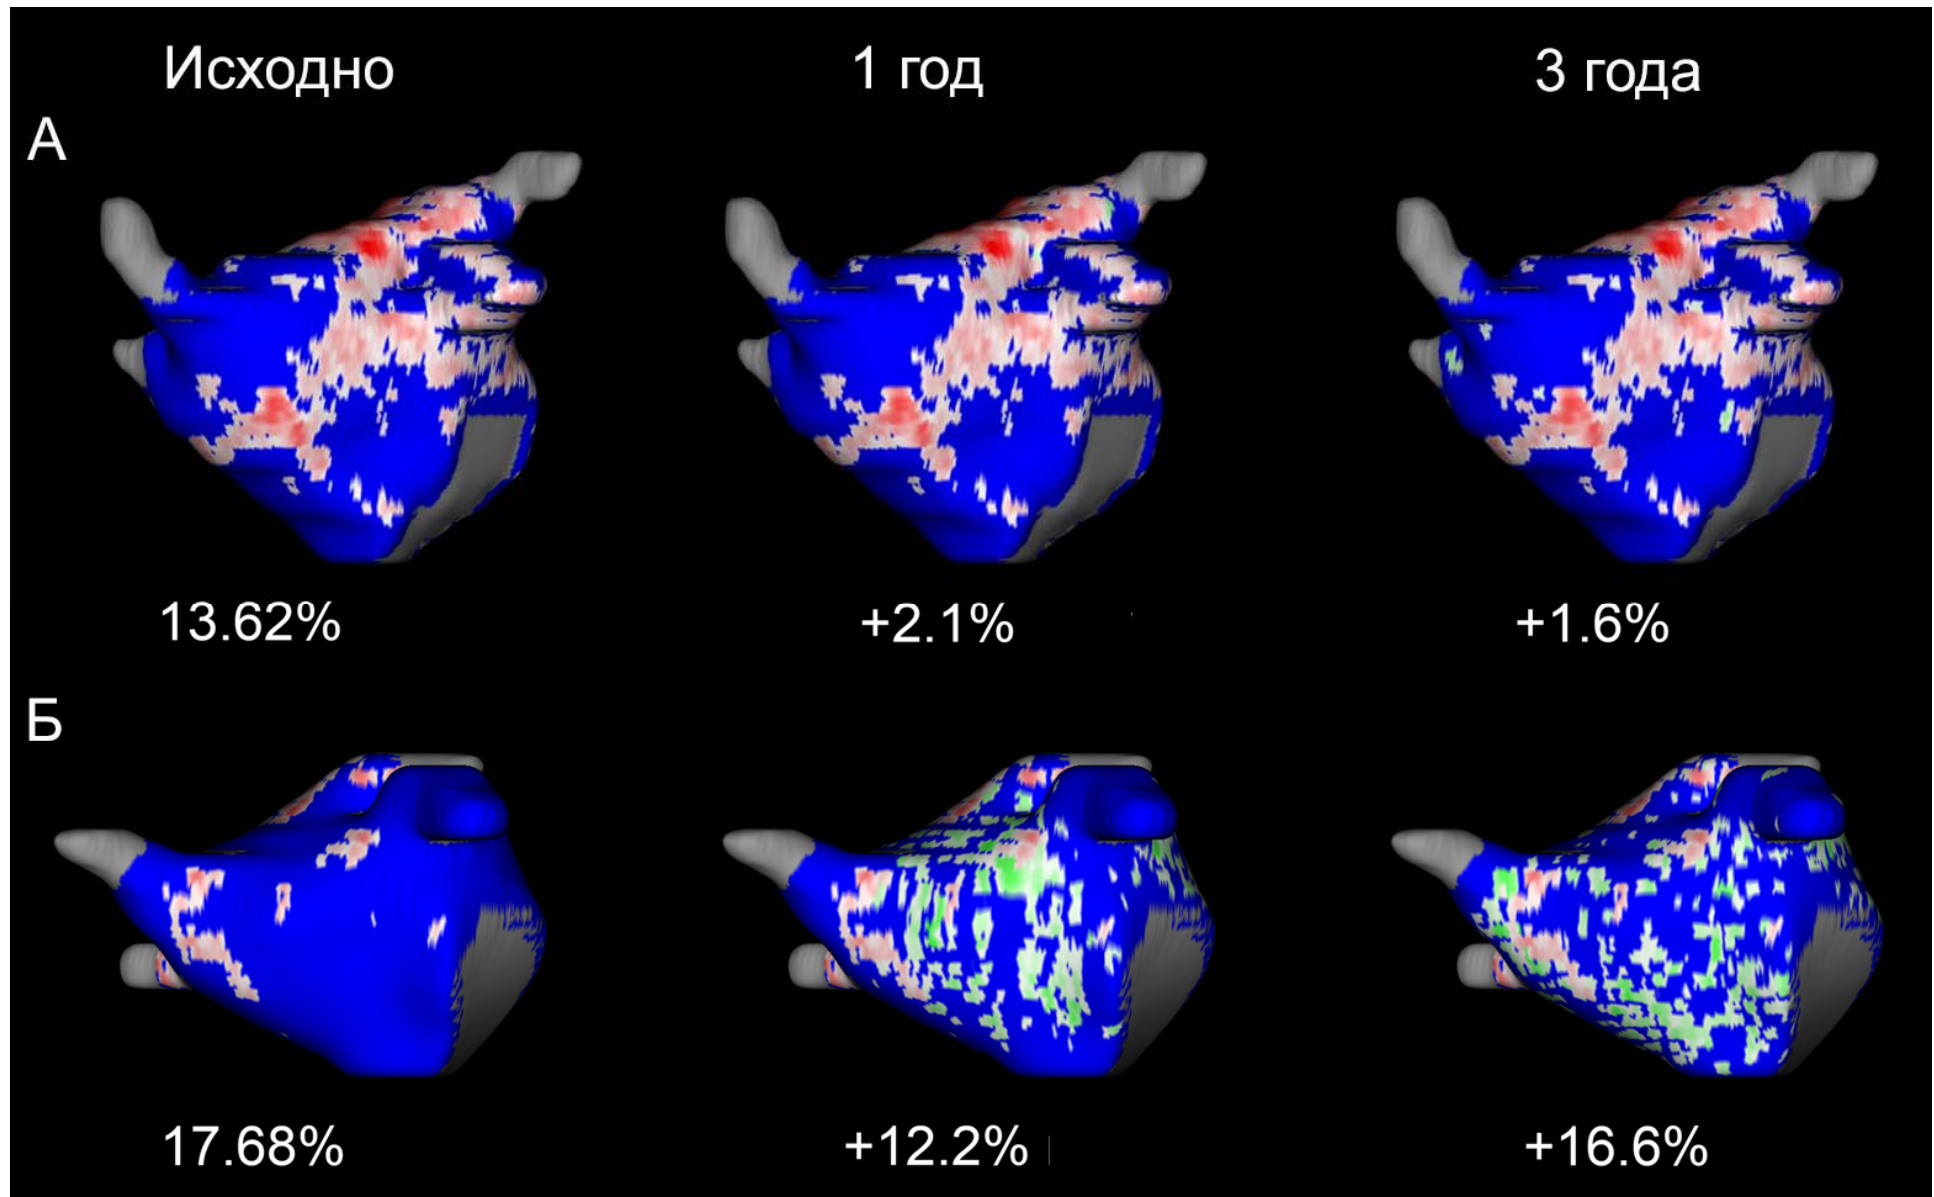 Исходно 1 год 3 года
А
13.62% +2.1% +1.6%
Б
17.68% +12.2% +16.6%